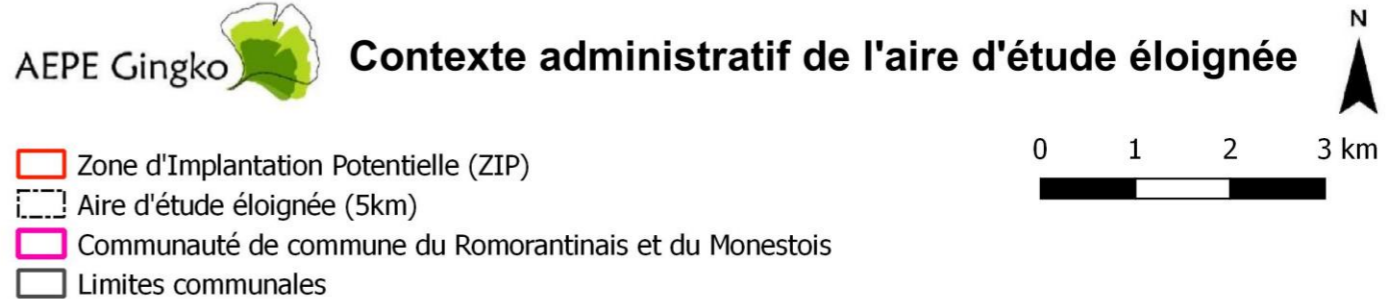 AEPE Gingko
Contexte administratif de l'aire d'étude éloignée
N
0 1 2 3 km
Zone d'Implantation Potentielle (ZIP)
Aire d'étude éloignée (5km)
Communauté de commune du Romorantinais et du Monestois
Limites communales